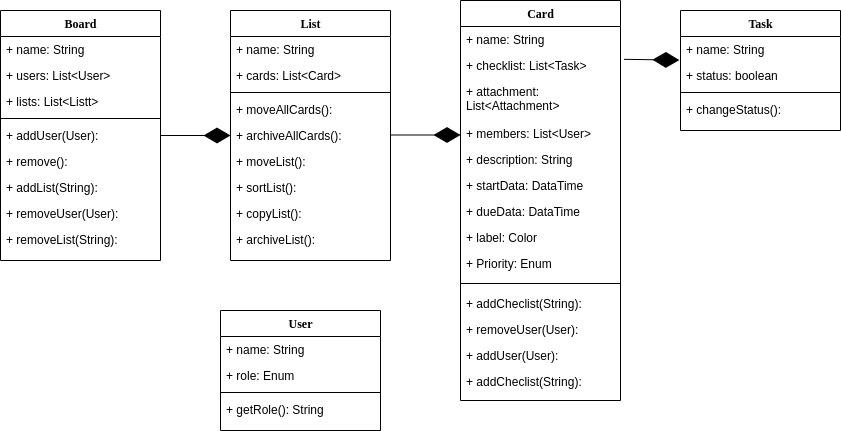 Board
+ name: String
+ users: List<User>
+ lists: List<Listt>
+ addUser(User):
+ remove():
+ addList(String):
+ removeUser(User):
+ removeList(String):
List
+ name: String
+ cards: List<Card>
+ moveAllCards():
+ archiveAllCards():
+ moveList():
+ sortList():
+ copyList():
+ archiveList():
Card
+ name: String
+ checklist: List<Task>
+ attachment:
List<Attachment>
+ members: List<User>
+ description: String
+ startData: DataTime
+ dueData: DataTime
+ label: Color
+ Priority: Enum
+ addCheclist(String):
+ removeUser(User):
+ addUser(User):
+ addCheclist(String):
Task
+ name: String
+ status: boolean
+ changeStatus():
User
+ name: String
+ role: Enum
+ getRole(): String